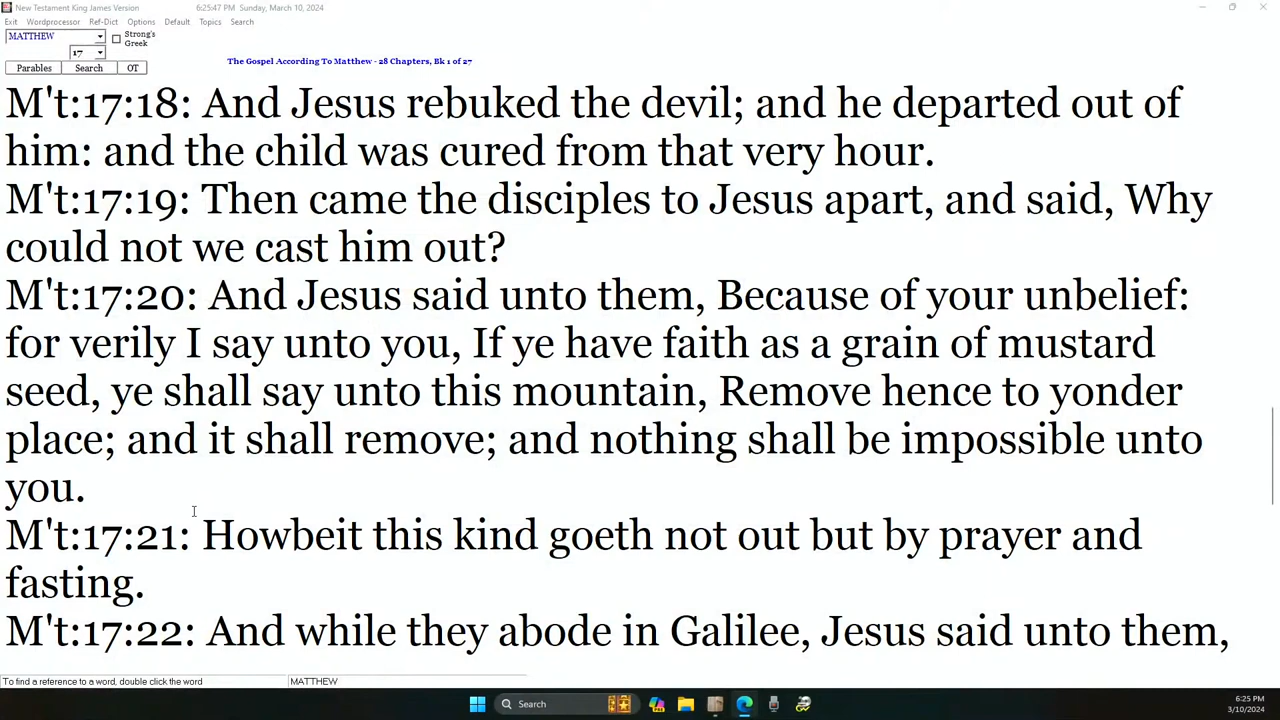 New Testament King James Version 6:25:47 PM Sunday, March 10, 2024
Exit Wordprocessor Ref-Dict Options Default Topics Search
MATTHEW Strong's Greek
17
The Gospel According To Matthew - 28 Chapters, Bk 1 of 27
Parables Search OT
M't:17:18: And Jesus rebuked the devil; and he departed out of
him: and the child was cured from that very hour.
M't:17:19: Then came the disciples to Jesus apart, and said, Why
could not we cast him out?
M't:17:20: And Jesus said unto them, Because of your unbelief:
for verily I say unto you, If ye have faith as a grain of mustard
seed, ye shall say unto this mountain, Remove hence to yonder
place; and it shall remove; and nothing shall be impossible unto
you.
M't:17:21: Howbeit this kind goeth not out but by prayer and
fasting.
M't:17:22: And while they abode in Galilee, Jesus said unto them,
To find a reference to a word, double click the word MATTHEW
Search
6:25 PM
3/10/2024